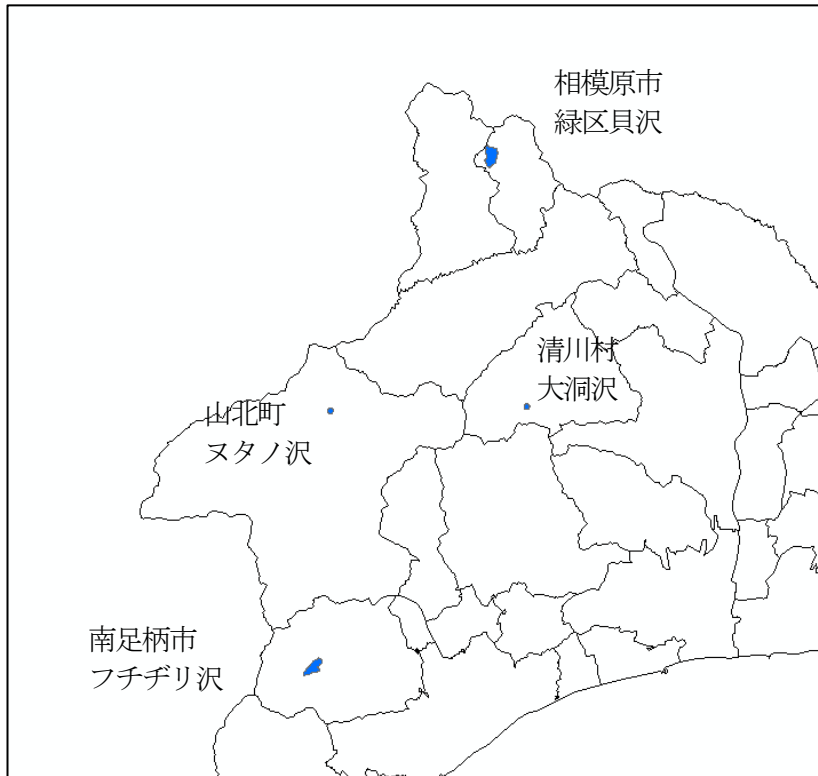 相模原市
緑区貝沢
清川村
大洞沢
山北町
ヌタノ沢
南足柄市
フチヂリ沢